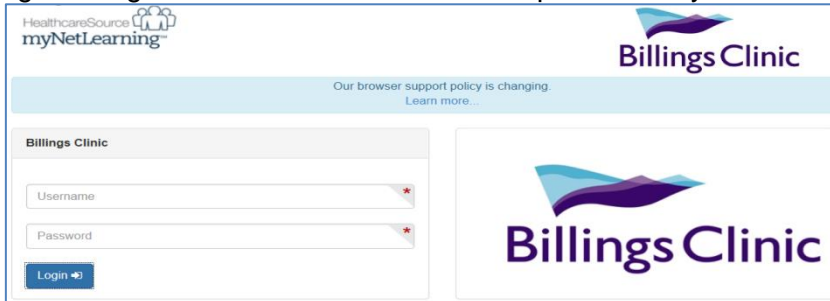 HealthcareSource
myNetLearning
Billings Clinic
Our browser support policy is changing.
Learn more...
Billings Clinic
Username *
Password *
Login
Billings Clinic